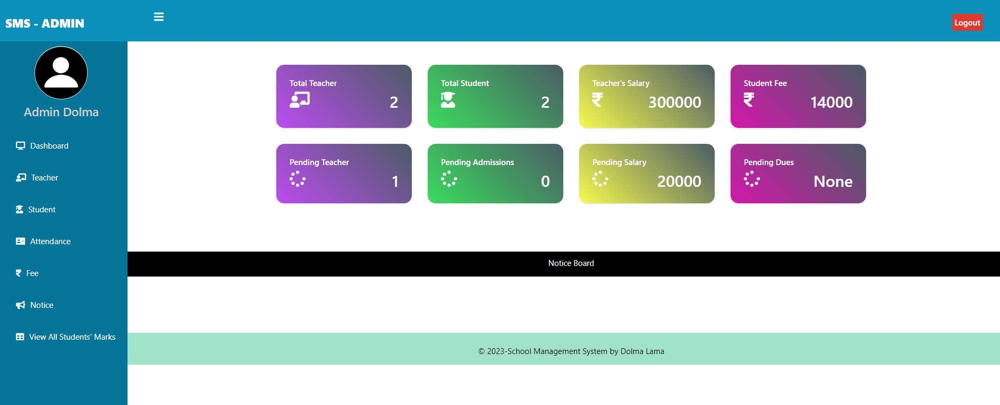 SMS - ADMIN
Logout
Admin Dolma
Dashboard
Teacher
Student
Attendance
₹ Fee
Notice
View All Students' Marks
Total Teacher
2
Total Student
2
Teacher's Salary
₹ 300000
Student Fee
₹ 14000
Pending Teacher
1
Pending Admissions
0
Pending Salary
20000
Pending Dues
None
Notice Board
© 2023-School Management System by Dolma Lama